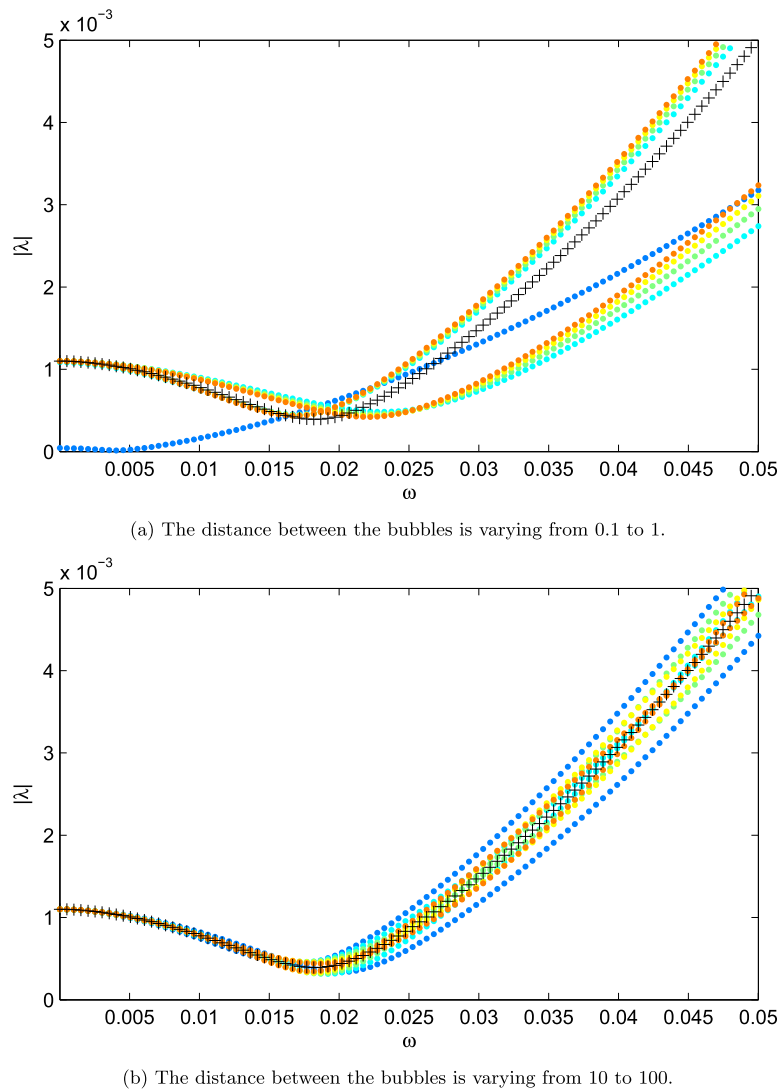 x 10⁻³
5
4
3
2
1
0
|λ|
0.005 0.01 0.015 0.02 0.025 0.03 0.035 0.04 0.045 0.05
ω
(a) The distance between the bubbles is varying from 0.1 to 1.
x 10⁻³
5
4
3
2
1
0
|λ|
0.005 0.01 0.015 0.02 0.025 0.03 0.035 0.04 0.045 0.05
ω
(b) The distance between the bubbles is varying from 10 to 100.